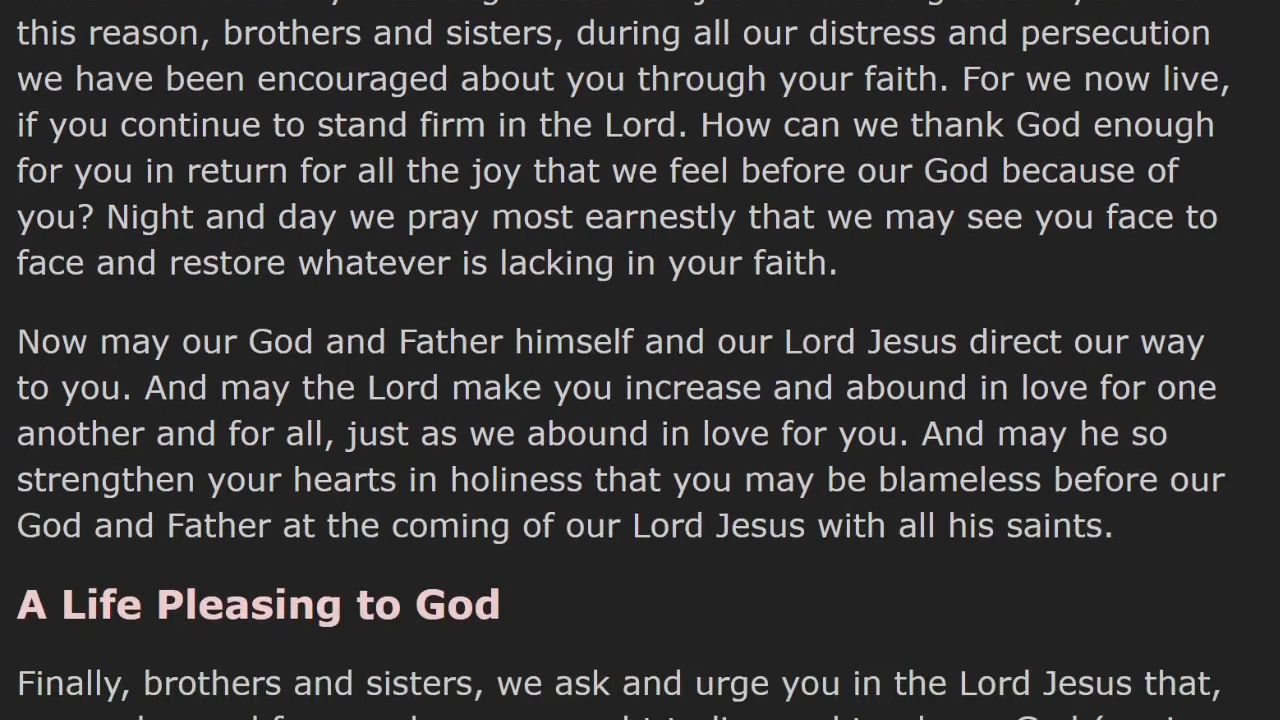 this reason, brothers and sisters, during all our distress and persecution
we have been encouraged about you through your faith. For we now live,
if you continue to stand firm in the Lord. How can we thank God enough
for you in return for all the joy that we feel before our God because of
you? Night and day we pray most earnestly that we may see you face to
face and restore whatever is lacking in your faith.
Now may our God and Father himself and our Lord Jesus direct our way
to you. And may the Lord make you increase and abound in love for one
another and for all, just as we abound in love for you. And may he so
strengthen your hearts in holiness that you may be blameless before our
God and Father at the coming of our Lord Jesus with all his saints.
A Life Pleasing to God
Finally, brothers and sisters, we ask and urge you in the Lord Jesus that,